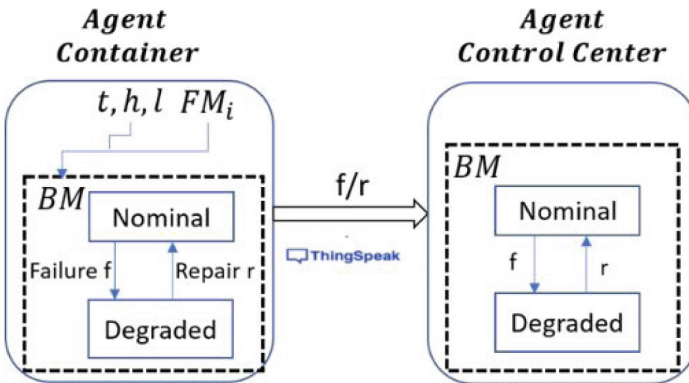 Agent
Container
t, h, l FMᵢ
BM
Nominal
Failure f
Repair r
Degraded
f/r
ThingSpeak
Agent
Control Center
BM
Nominal
f
r
Degraded